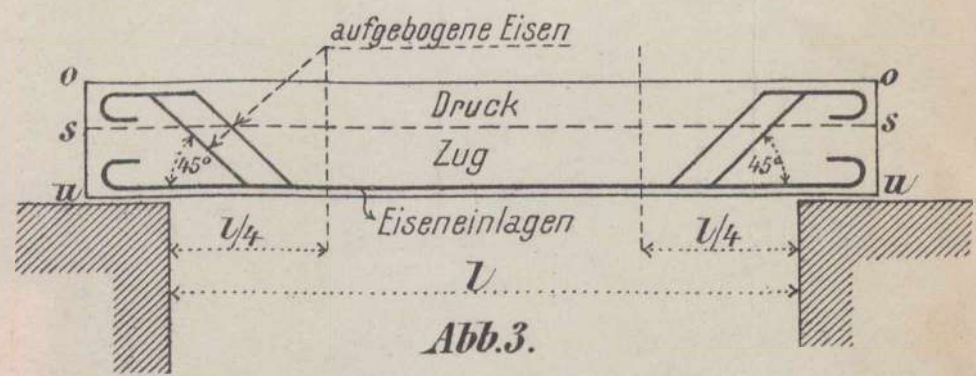 aufgebogene Eisen
o o
Druck
s s
Zug
45° 45°
u u
Eiseneinlagen
l/4 l/4
l
Abb.3.